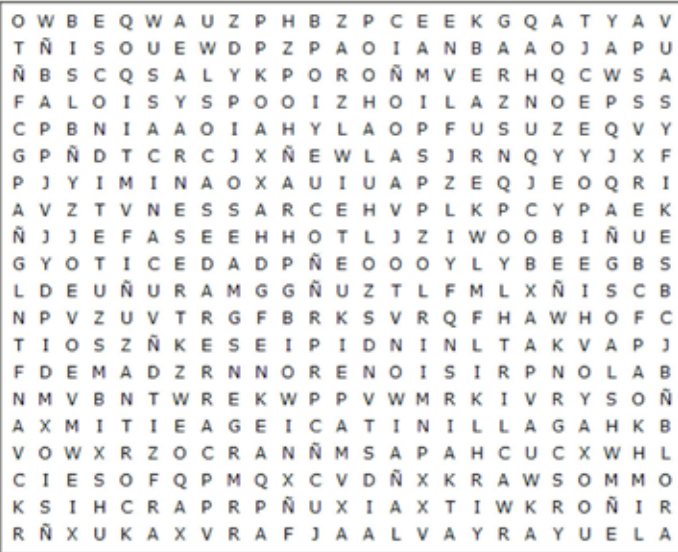 O W B E Q W A U Z P H B Z P C E E K G Q A T Y A V
T Ñ I S O U E W D P Z P A O I A N B A A O J A P U
Ñ B S C Q S A L Y K P O R O Ñ M V E R H Q C W S A
F A L O I S Y S P O O I Z H O I L A Z N O E P S S
C P B N I A A O I A H Y L A O P F U S U Z E Q V Y
G P Ñ D T C R C J X Ñ E W L A S J R N Q Y Y J X F
P J Y I M I N A O X A U I U A P Z E Q J E O Q R I
A V Z T V N E S S A R C E H V P L K P C Y P A E K
Ñ J J E F A S E E H H O T L J Z I W O O B I Ñ U E
G Y O T I C E D A D P Ñ E O O O Y L Y B E E G B S
L D E U Ñ U R A M G G Ñ U Z T L F M L X Ñ I S C B
N P V Z U V T R G F B R K S V R Q F H A W H O F C
T I O S Z Ñ K E S E I P I D N I N L T A K V A P J
F D E M A D Z R N N O R E N O I S I R P N O L A B
N M V B N T W R E K W P P V W M R K I V R Y S O Ñ
A X M I T I E A G E I C A T I N I L L A G A H K B
V O W X R Z O C R A N Ñ M S A P A H C U C X W H L
C I E S O F Q P M Q X C V D Ñ X K R A W S O M M O
K S I H C R A P R P Ñ U X I A X T I W K R O Ñ I R
R Ñ X U K A X V R A F J A A L V A Y R A Y U E L A